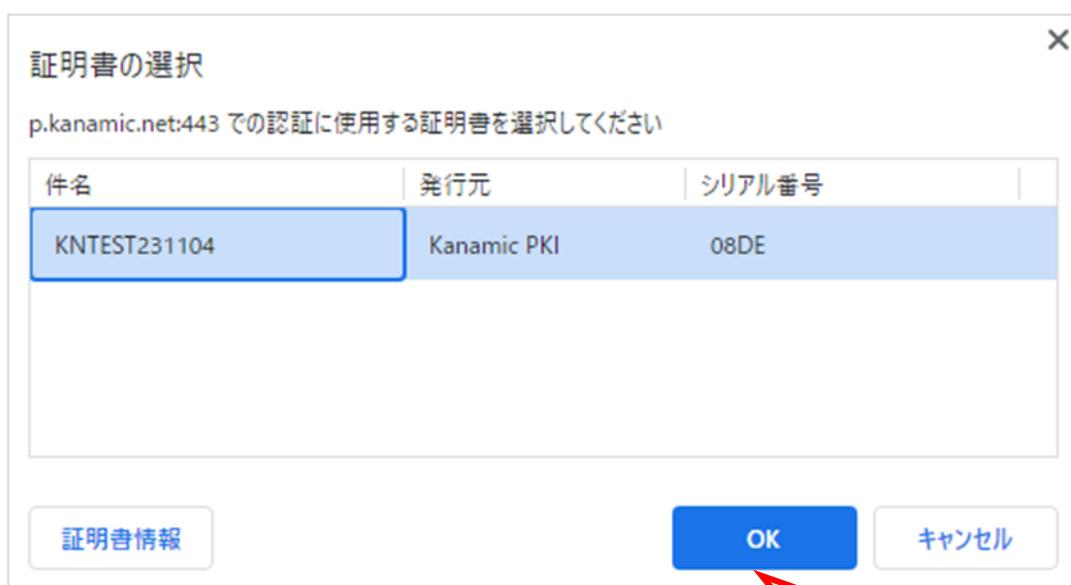 証明書の選択
p.kanamic.net:443 での認証に使用する証明書を選択してください
件名 発行元 シリアル番号
KNTEST231104 Kanamic PKI 08DE
証明書情報 OK キャンセル